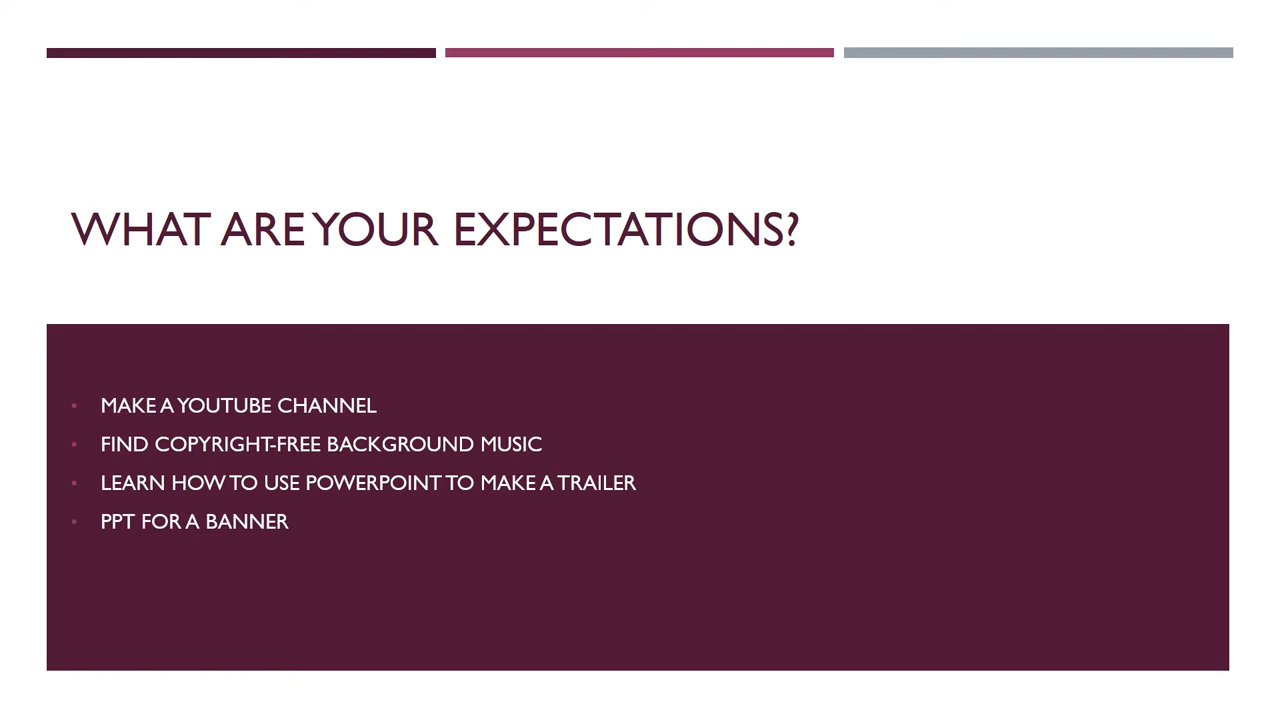 WHAT ARE YOUR EXPECTATIONS?
• MAKE A YOUTUBE CHANNEL
• FIND COPYRIGHT-FREE BACKGROUND MUSIC
• LEARN HOW TO USE POWERPOINT TO MAKE A TRAILER
• PPT FOR A BANNER